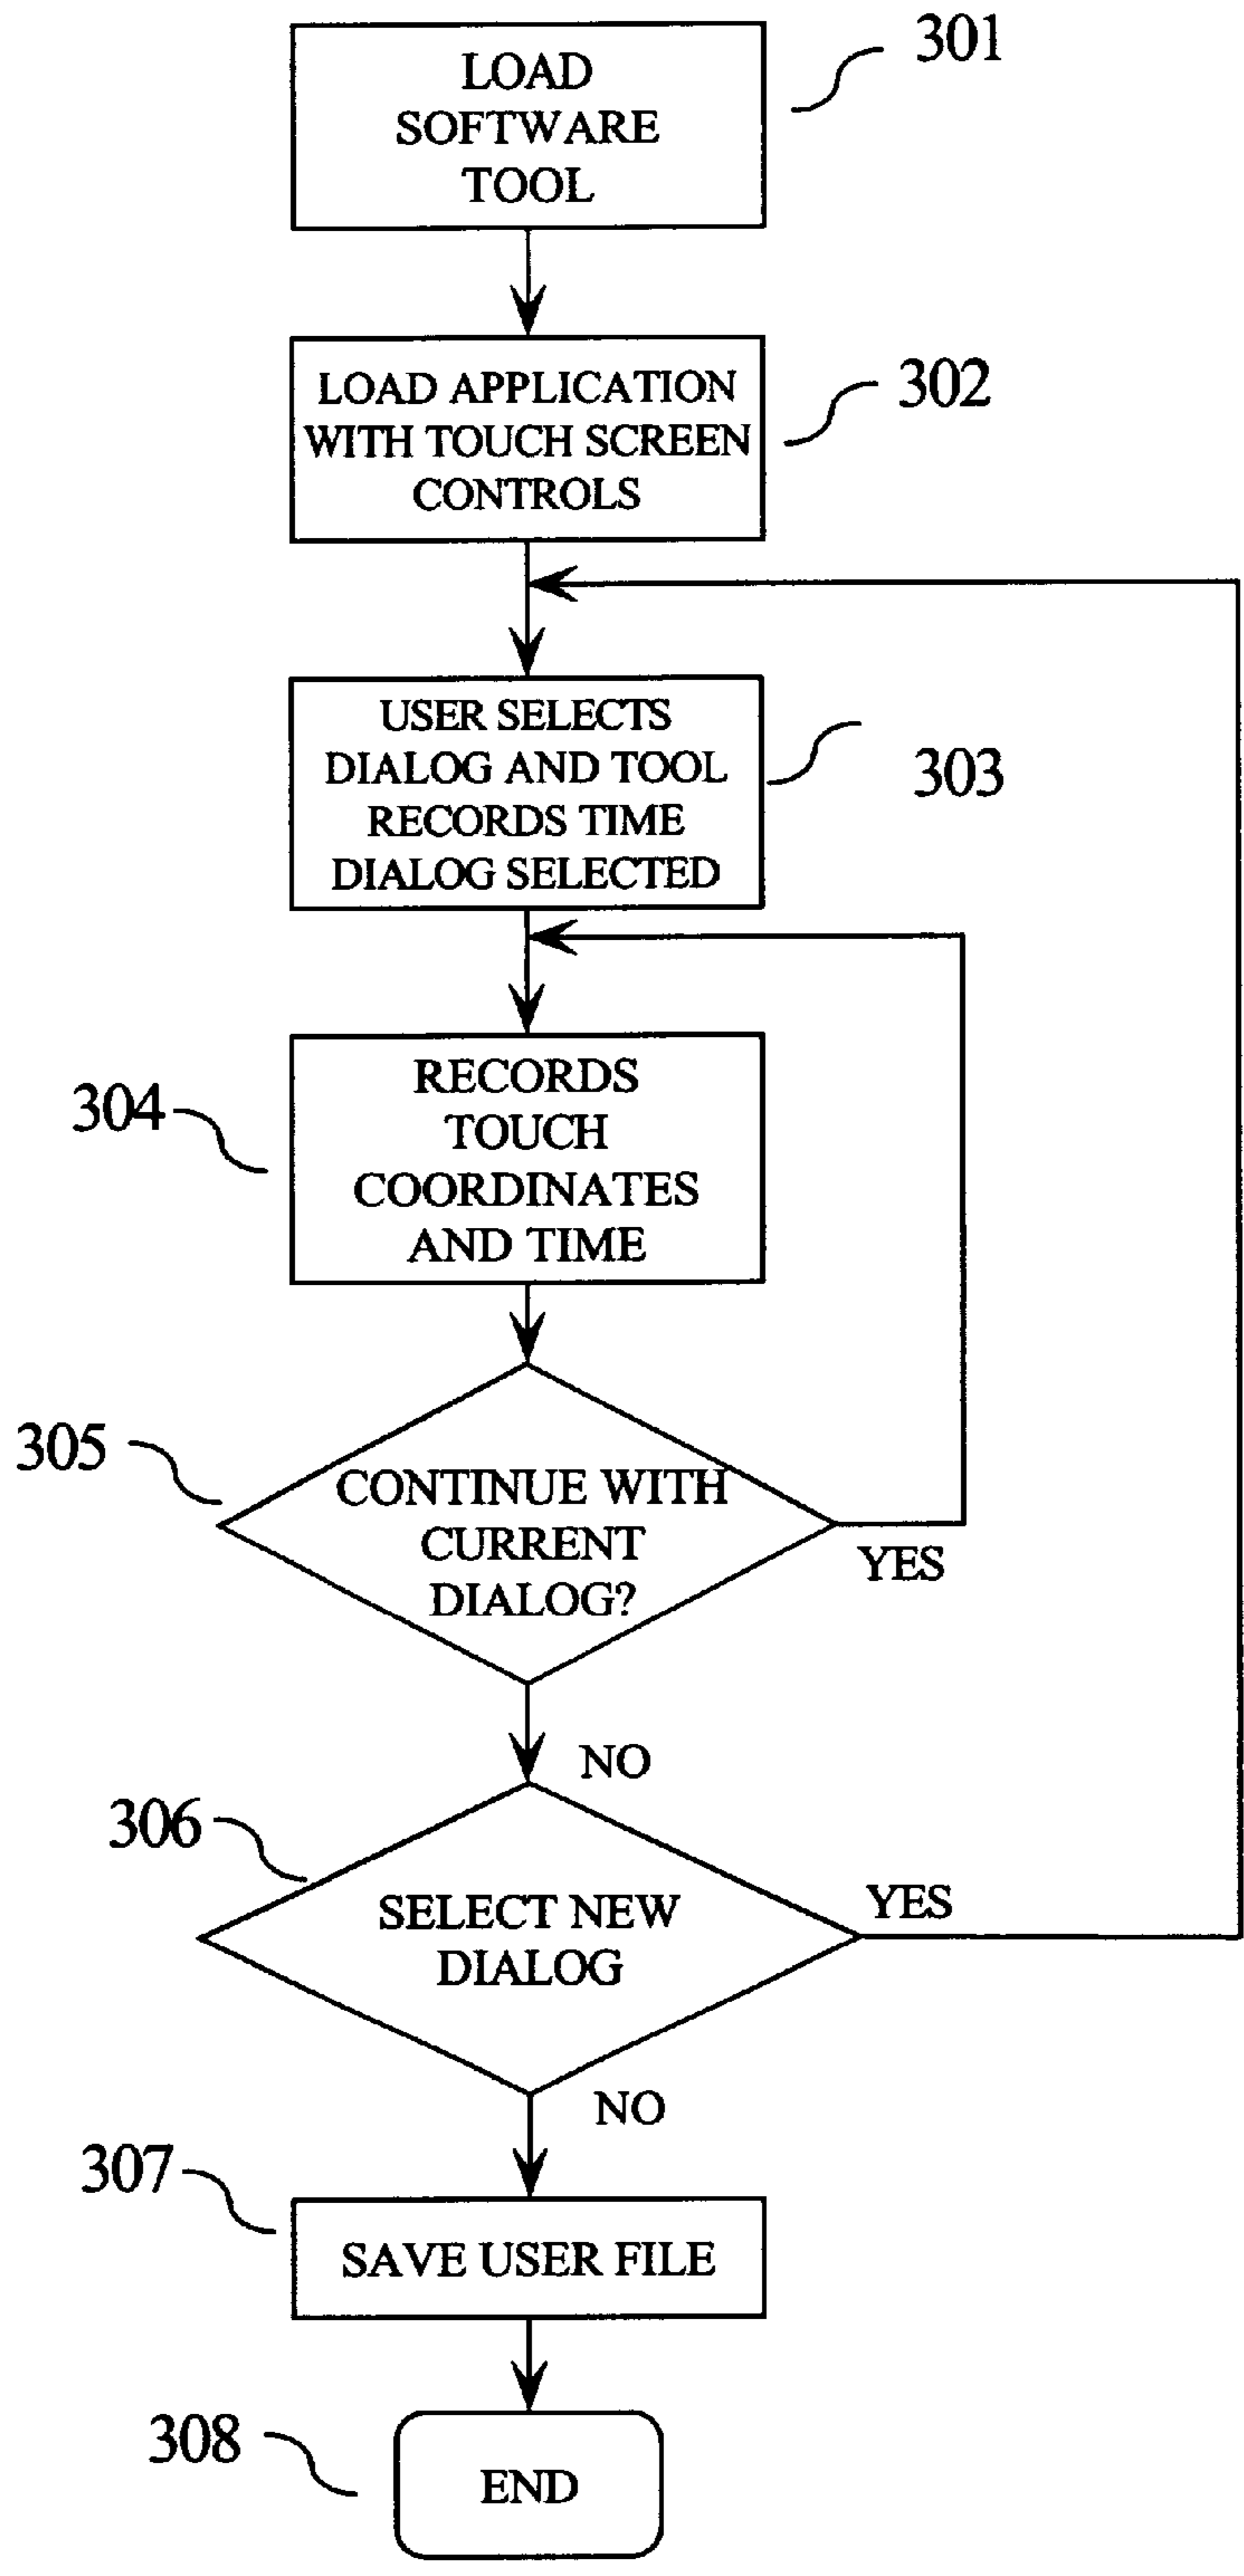 301
LOAD
SOFTWARE
TOOL
302
LOAD APPLICATION
WITH TOUCH SCREEN
CONTROLS
303
USER SELECTS
DIALOG AND TOOL
RECORDS TIME
DIALOG SELECTED
304
RECORDS
TOUCH
COORDINATES
AND TIME
305
CONTINUE WITH
CURRENT
DIALOG?
YES
NO
306
SELECT NEW
DIALOG
YES
NO
307
SAVE USER FILE
308
END